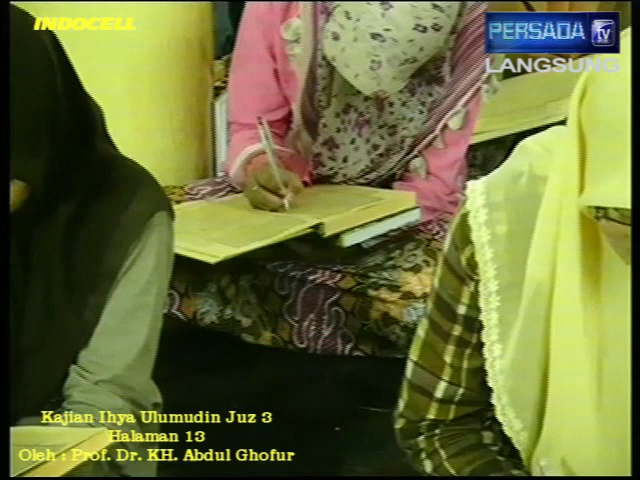 INDOCELL
PERSADA tv
LANGSUNG
Kajian Ihya Ulumudin Juz 3
Halaman 13
Oleh : Prof. Dr. KH. Abdul Ghofur